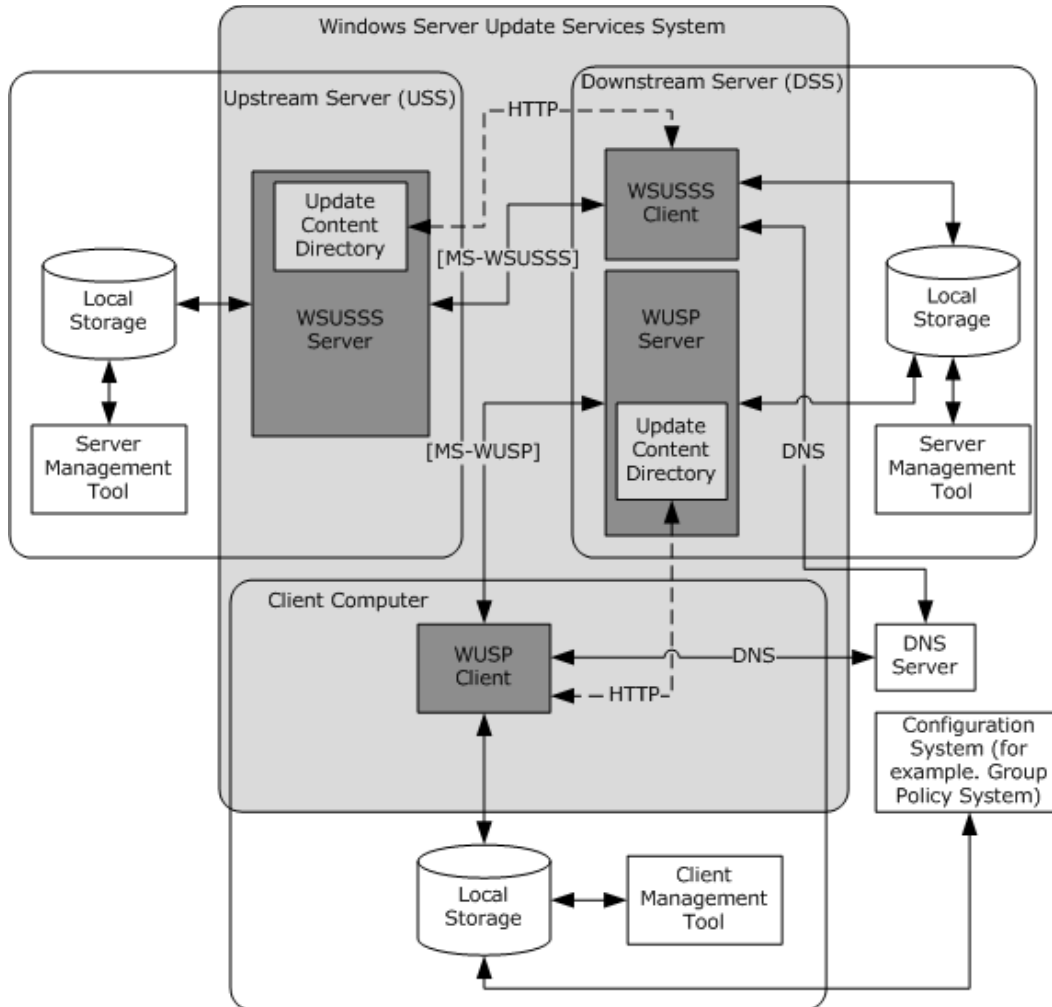 Windows Server Update Services System
Upstream Server (USS)
Downstream Server (DSS)
HTTP
Update
Content
Directory
WSUSSS
Client
[MS-WSUSSS]
Local
Storage
WSUSSS
Server
WUSP
Server
Local
Storage
Server
Management
Tool
[MS-WUSP]
Update
Content
Directory
DNS
Server
Management
Tool
Client Computer
WUSP
Client
DNS
HTTP
DNS
Server
Configuration
System (for
example. Group
Policy System)
Local
Storage
Client
Management
Tool